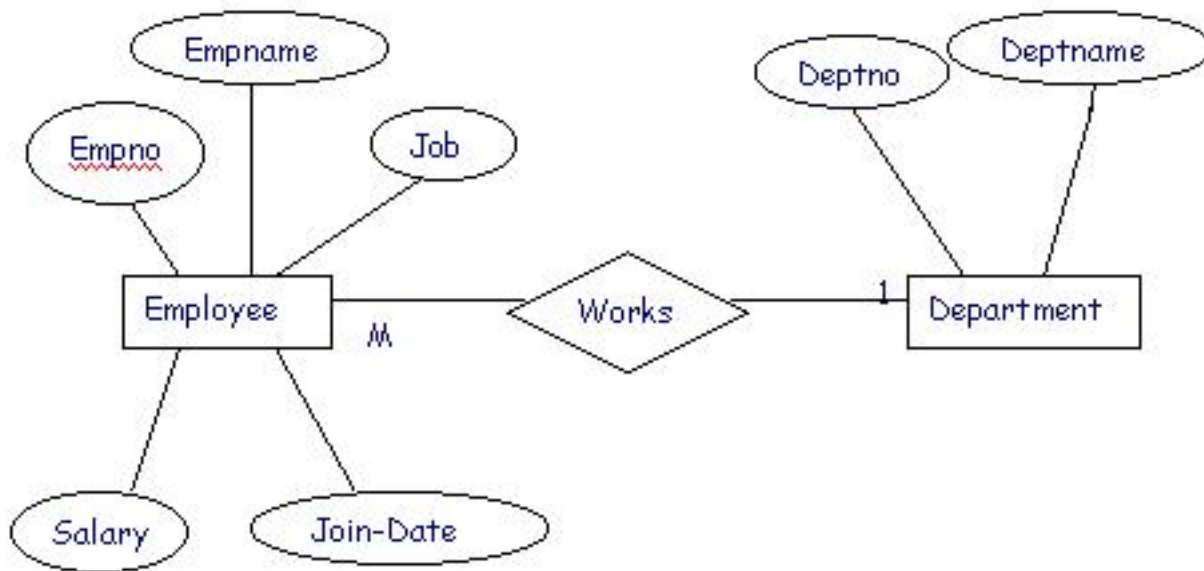 Empname
Deptname
Deptno
Empno
Job
Employee
M
Works
1
Department
Salary
Join-Date